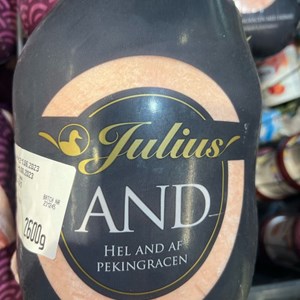 Julius
AND
HEL AND AF
PEKINGRACEN
2600g